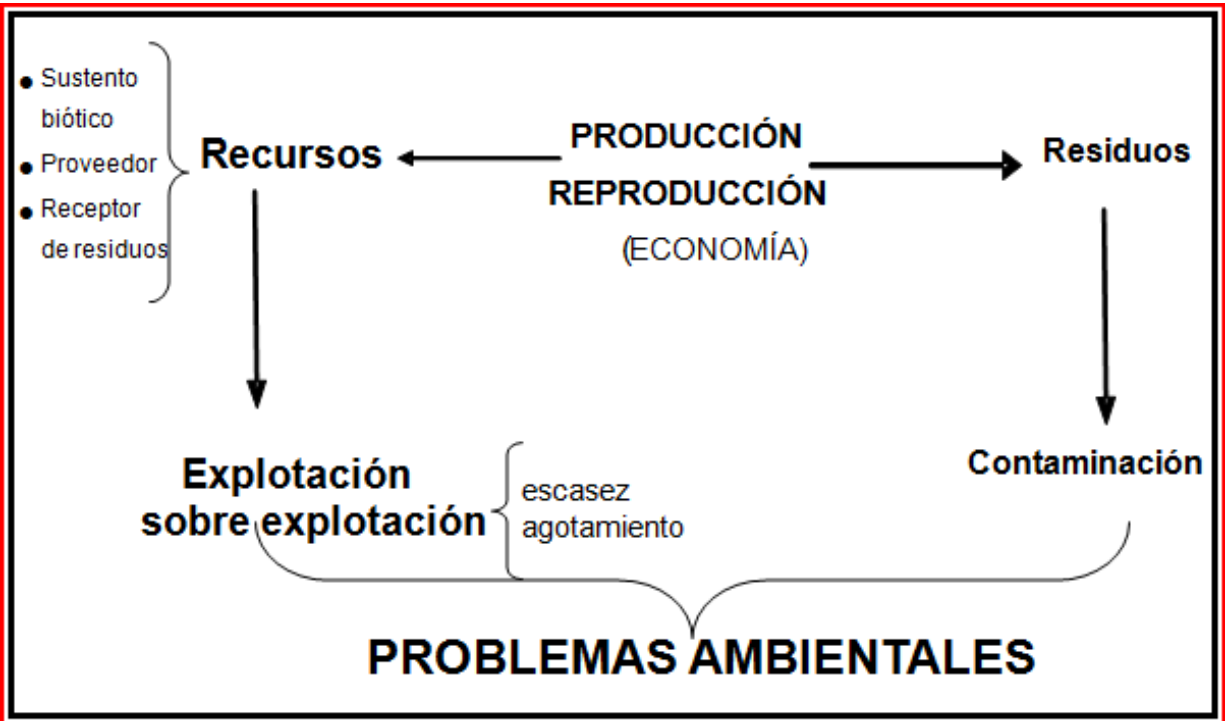 ● Sustento
biótico
● Proveedor
● Receptor
de residuos
Recursos
PRODUCCIÓN
REPRODUCCIÓN
(ECONOMÍA)
Residuos
Explotación
sobre explotación
escasez
agotamiento
Contaminación
PROBLEMAS AMBIENTALES